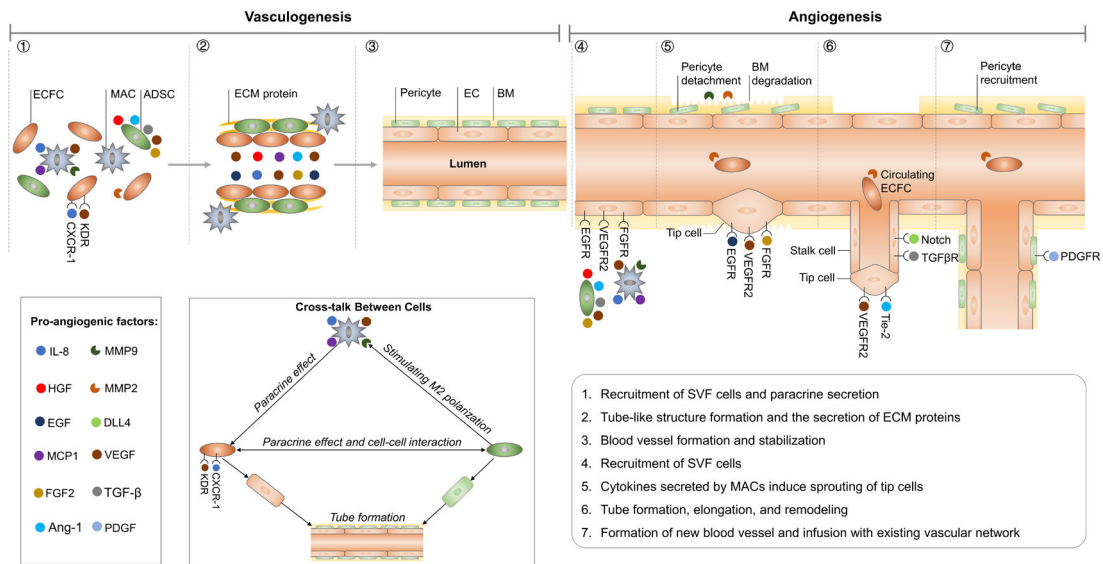 Vasculogenesis
Angiogenesis
①
②
③
④
⑤
⑥
⑦
ECFC
MAC
ADSC
CXCR-1
KDR
ECM protein
Pericyte
EC
BM
Lumen
Pericyte
detachment
BM
degradation
Pericyte
recruitment
Circulating
ECFC
EGFR
VEGFR2
FGFR
Tip cell
EGFR
VEGFR2
FGFR
Stalk cell
Tip cell
Notch
TGFβR
VEGFR2
Tie-2
PDGFR
Pro-angiogenic factors:
IL-8
MMP9
HGF
MMP2
EGF
DLL4
MCP1
VEGF
FGF2
TGF-β
Ang-1
PDGF
Cross-talk Between Cells
Paracrine effect
Stimulating M2 polarization
Paracrine effect and cell-cell interaction
KDR
CXCR-1
Tube formation
1. Recruitment of SVF cells and paracrine secretion
2. Tube-like structure formation and the secretion of ECM proteins
3. Blood vessel formation and stabilization
4. Recruitment of SVF cells
5. Cytokines secreted by MACs induce sprouting of tip cells
6. Tube formation, elongation, and remodeling
7. Formation of new blood vessel and infusion with existing vascular network